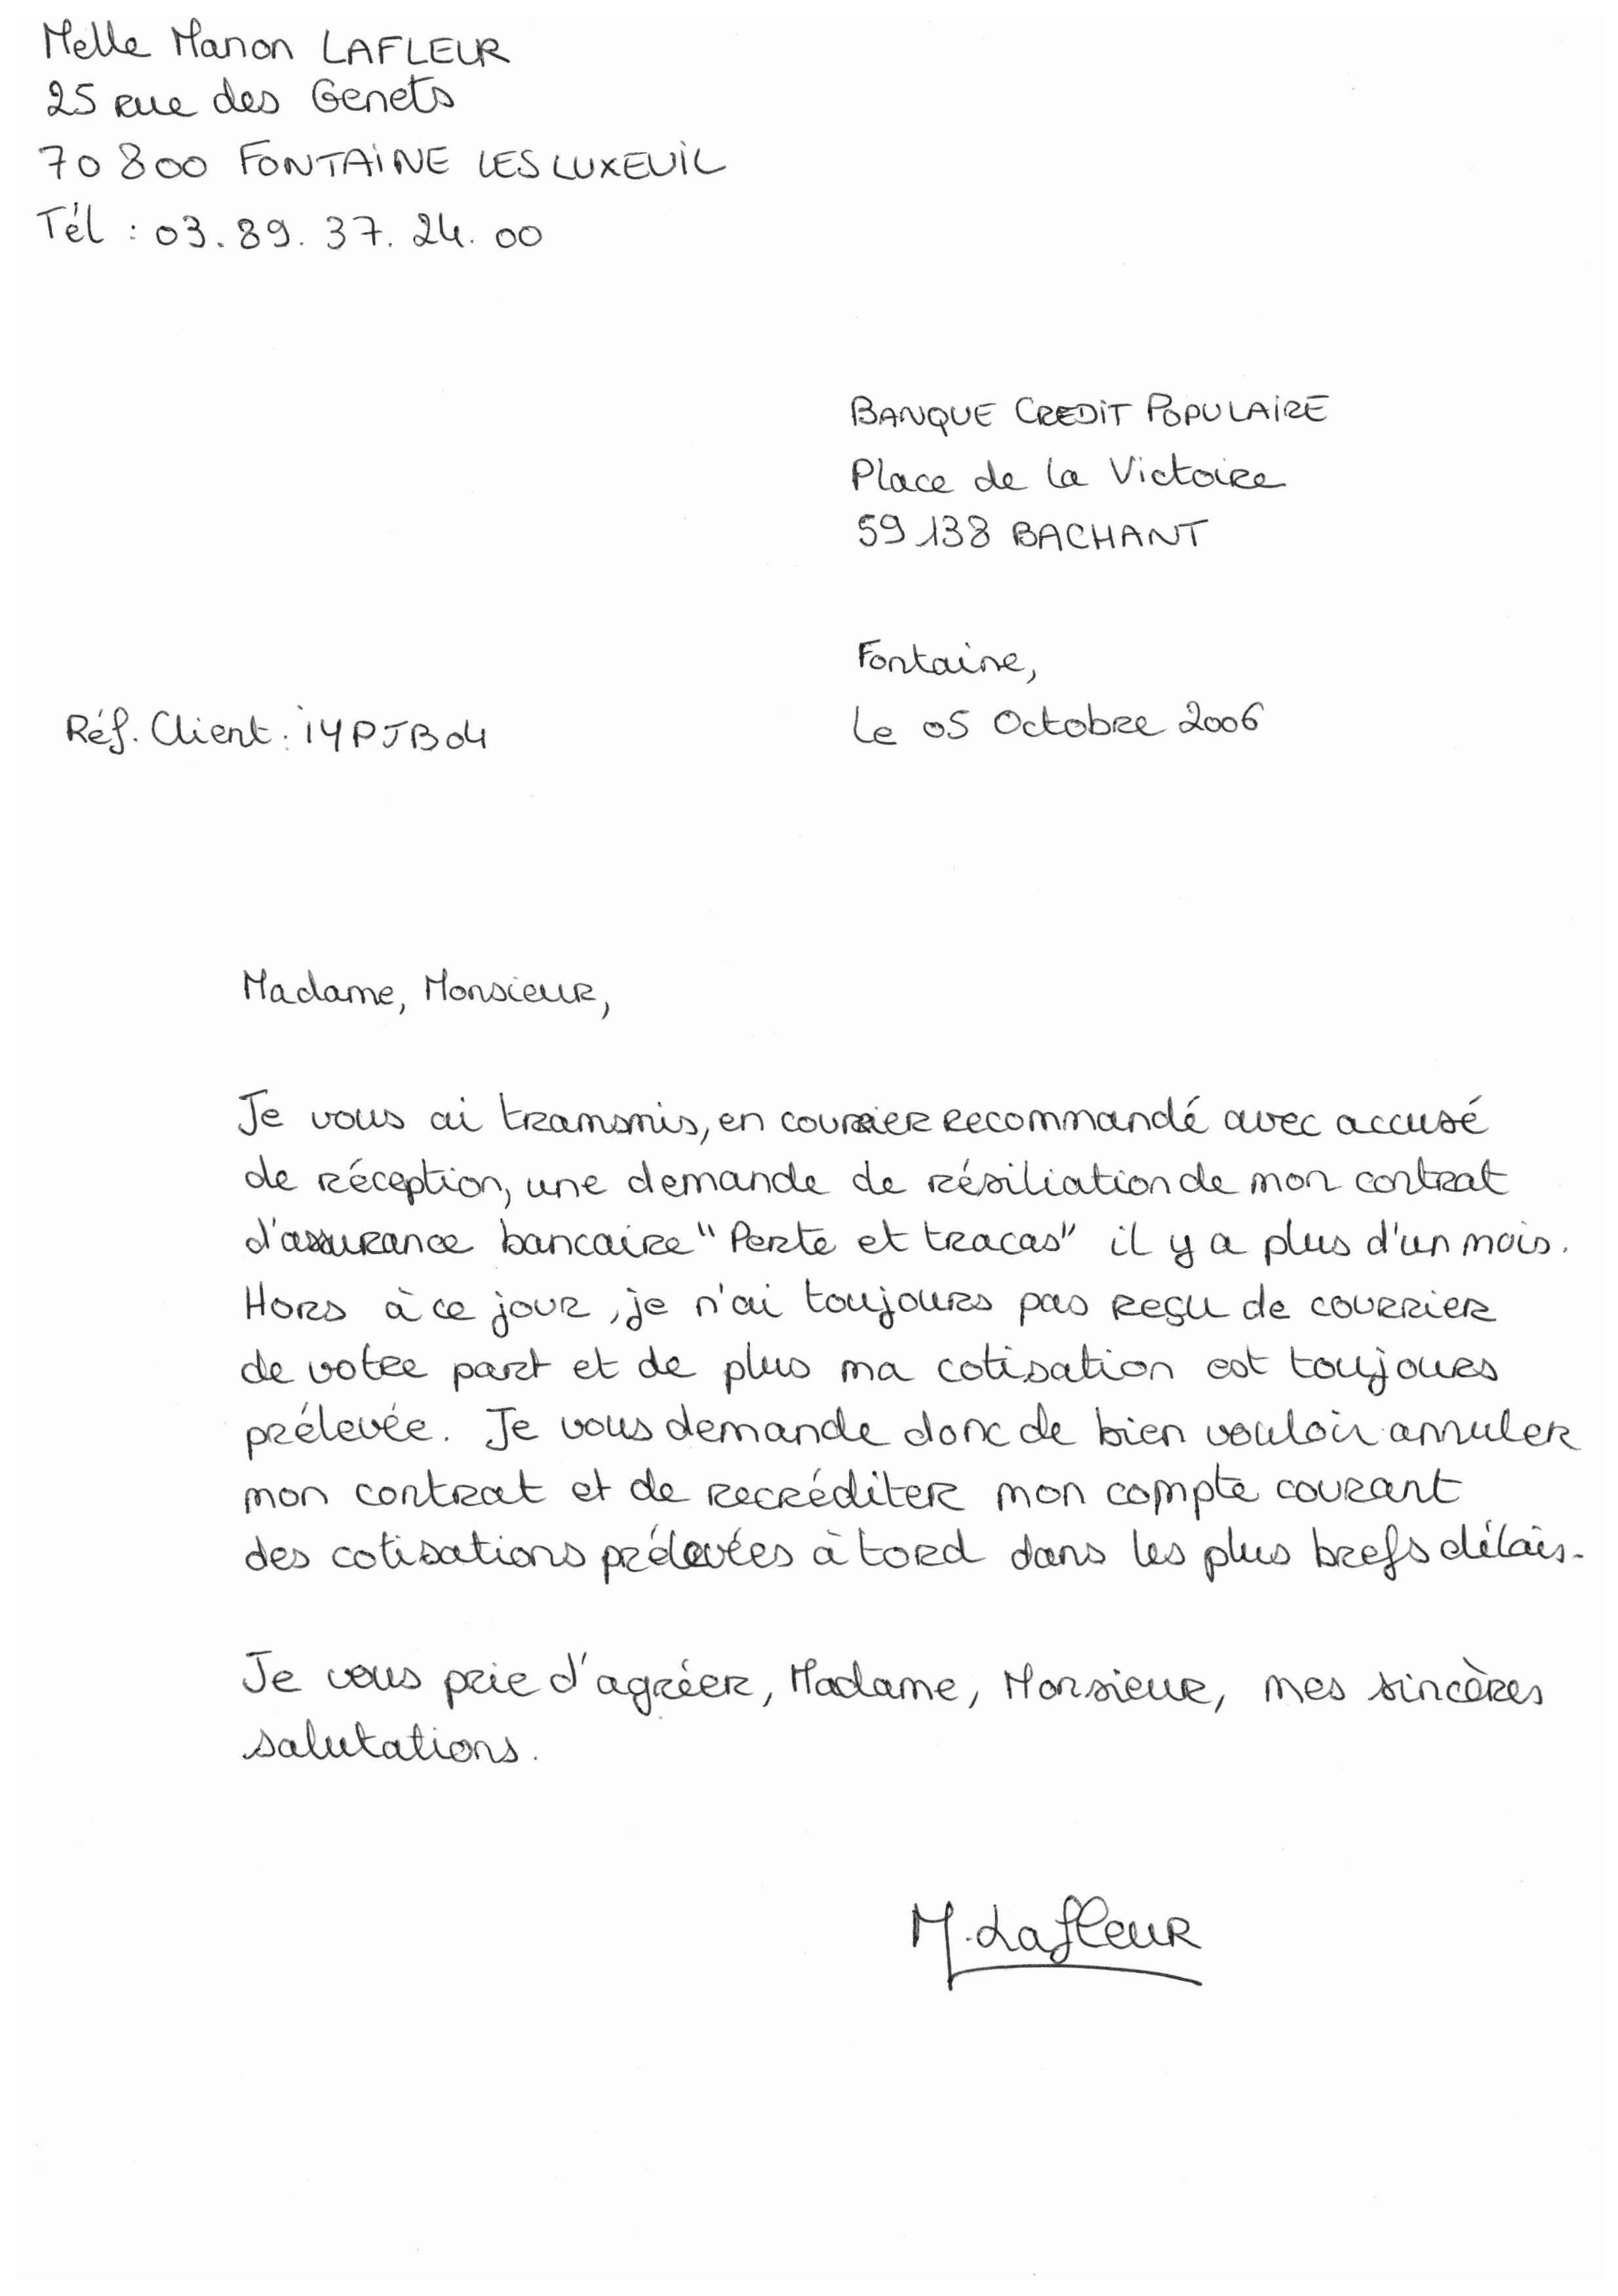 Melle Manon LAFLEUR
25 rue des Genets
70 800 FONTAINE LES LUXEUIL
Tél : 03.89.37.24.00
BANQUE CREDIT POPULAIRE
Place de la Victoire
59 138 BACHANT
Fontaine,
Le 05 Octobre 2006
Réf. Client : i4PJB04
Madame, Monsieur,
Je vous ai transmis, en courrier recommandé avec accusé
de réception, une demande de résiliation de mon contrat
d'assurance bancaire "Perte et tracas" il y a plus d'un mois.
Hors à ce jour, je n'ai toujours pas reçu de courrier
de votre part et de plus ma cotisation est toujours
prélevée. Je vous demande donc de bien vouloir annuler
mon contrat et de recréditer mon compte courant
des cotisations prélevées à tord dans les plus brefs délais.
Je vous prie d'agréer, Madame, Monsieur, mes sincères
salutations.
M. Lafleur